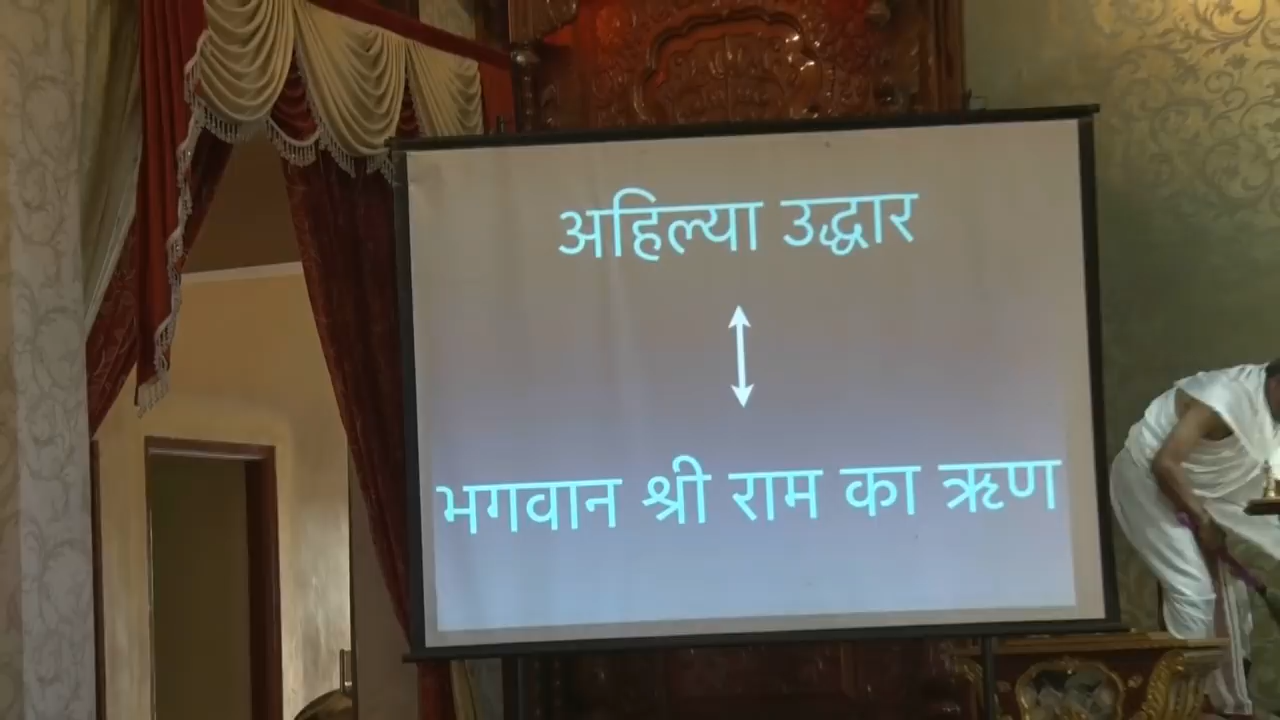 अहिल्या उद्धार
भगवान श्री राम का ऋण